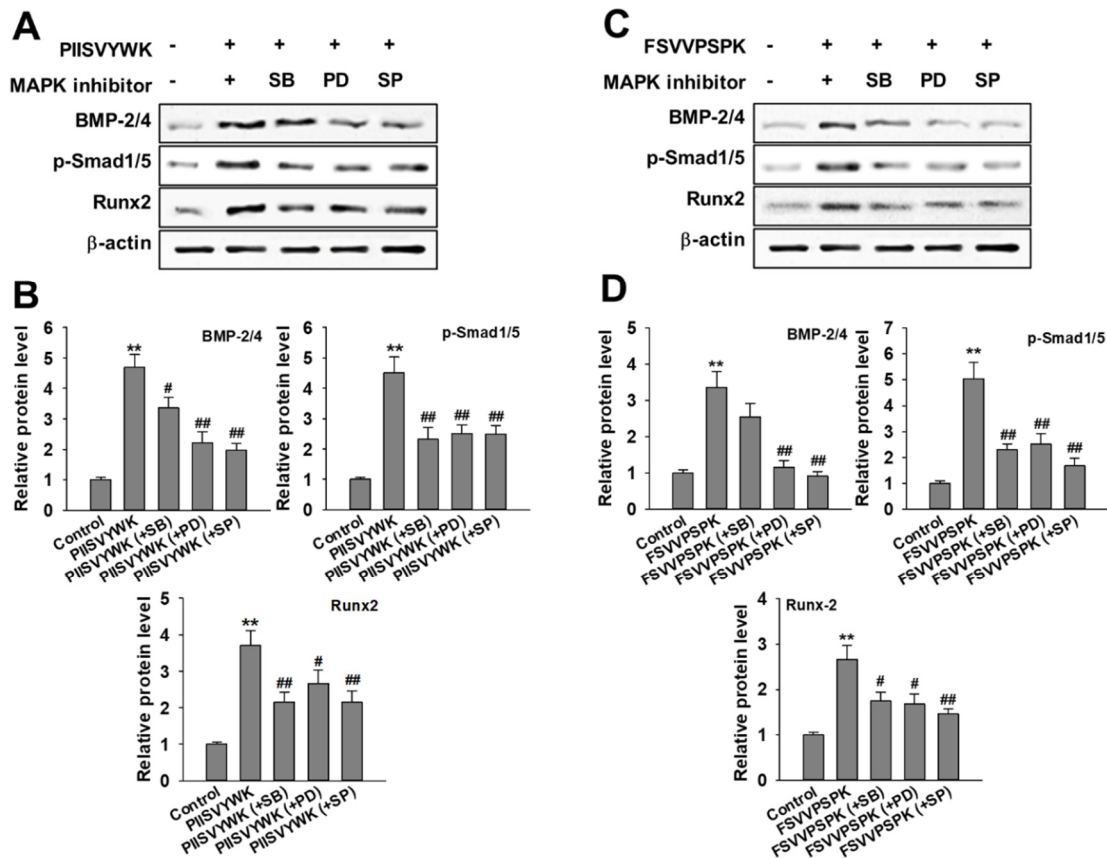 A
PIISVYWK - + + + +
MAPK inhibitor - + SB PD SP
BMP-2/4
p-Smad1/5
Runx2
β-actin
B
Relative protein level
6
5
4
3
2
1
0
BMP-2/4
**
#
##
##
Control
PIISVYWK
PIISVYWK (+SB)
PIISVYWK (+PD)
PIISVYWK (+SP)
Relative protein level
6
5
4
3
2
1
0
p-Smad1/5
**
##
##
##
Control
PIISVYWK
PIISVYWK (+SB)
PIISVYWK (+PD)
PIISVYWK (+SP)
Relative protein level
5
4
3
2
1
0
Runx2
**
##
#
##
Control
PIISVYWK
PIISVYWK (+SB)
PIISVYWK (+PD)
PIISVYWK (+SP)
C
FSVVPSPK - + + + +
MAPK inhibitor - + SB PD SP
BMP-2/4
p-Smad1/5
Runx2
β-actin
D
Relative protein level
5
4
3
2
1
0
BMP-2/4
**
##
##
Control
FSVVPSPK
FSVVPSPK (+SB)
FSVVPSPK (+PD)
FSVVPSPK (+SP)
Relative protein level
7
6
5
4
3
2
1
0
p-Smad1/5
**
##
##
##
Control
FSVVPSPK
FSVVPSPK (+SB)
FSVVPSPK (+PD)
FSVVPSPK (+SP)
Relative protein level
4
3
2
1
0
Runx-2
**
#
#
##
Control
FSVVPSPK
FSVVPSPK (+SB)
FSVVPSPK (+PD)
FSVVPSPK (+SP)